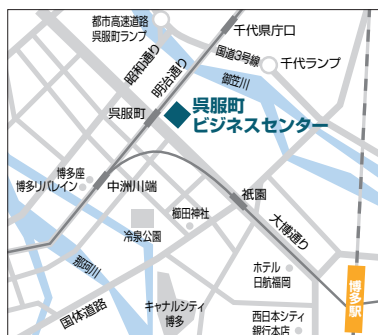 都市高速道路
呉服町ランプ
千代県庁口
国道3号線
千代ランプ
昭和通り
明治通り
御笠川
呉服町
呉服町
ビジネスセンター
博多座
博多リバレイン
中洲川端
祇園
櫛田神社
大博通り
冷泉公園
那珂川
ホテル
日航福岡
国体道路
キャナルシティ
博多
博多駅
西日本シティ
銀行本店